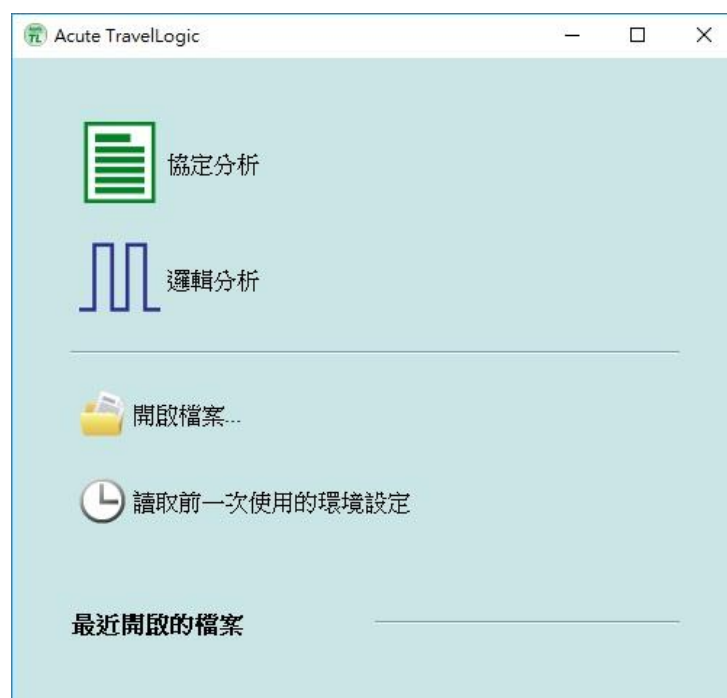 Acute TravelLogic
協定分析
邏輯分析
開啟檔案...
讀取前一次使用的環境設定
最近開啟的檔案